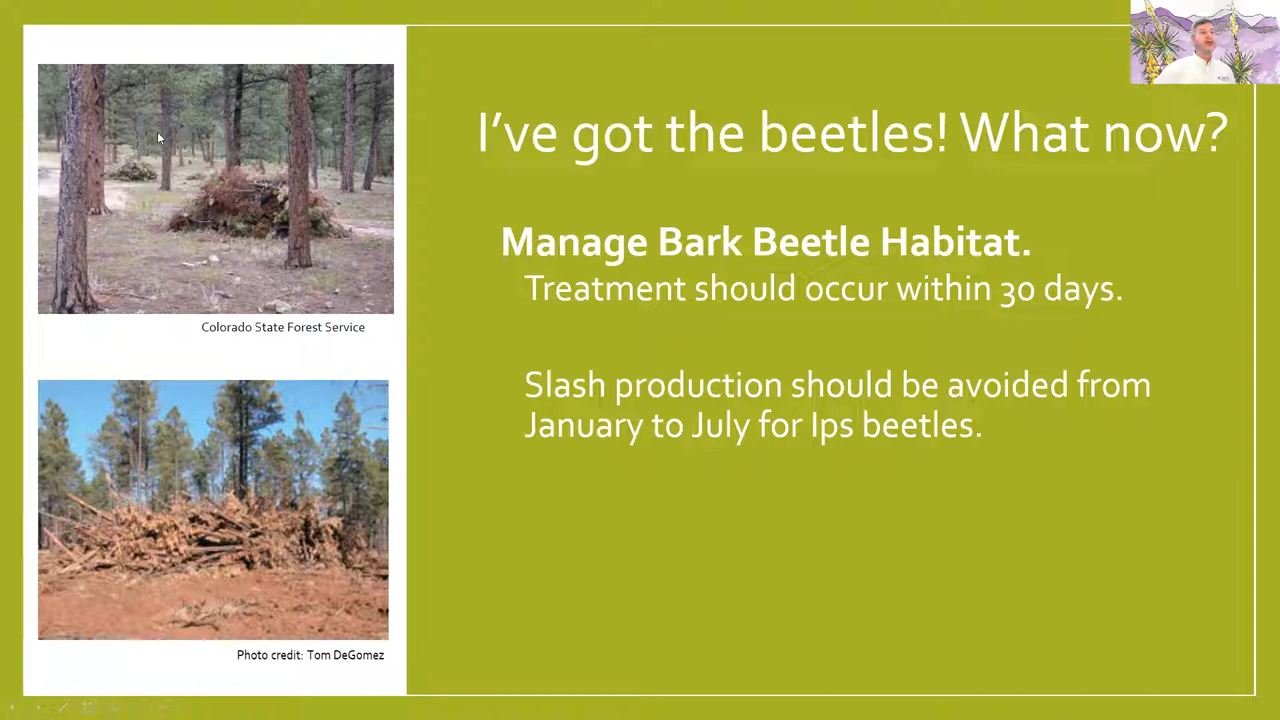 I've got the beetles! What now?
Manage Bark Beetle Habitat.
Treatment should occur within 30 days.
Slash production should be avoided from
January to July for Ips beetles.
Colorado State Forest Service
Photo credit: Tom DeGomez